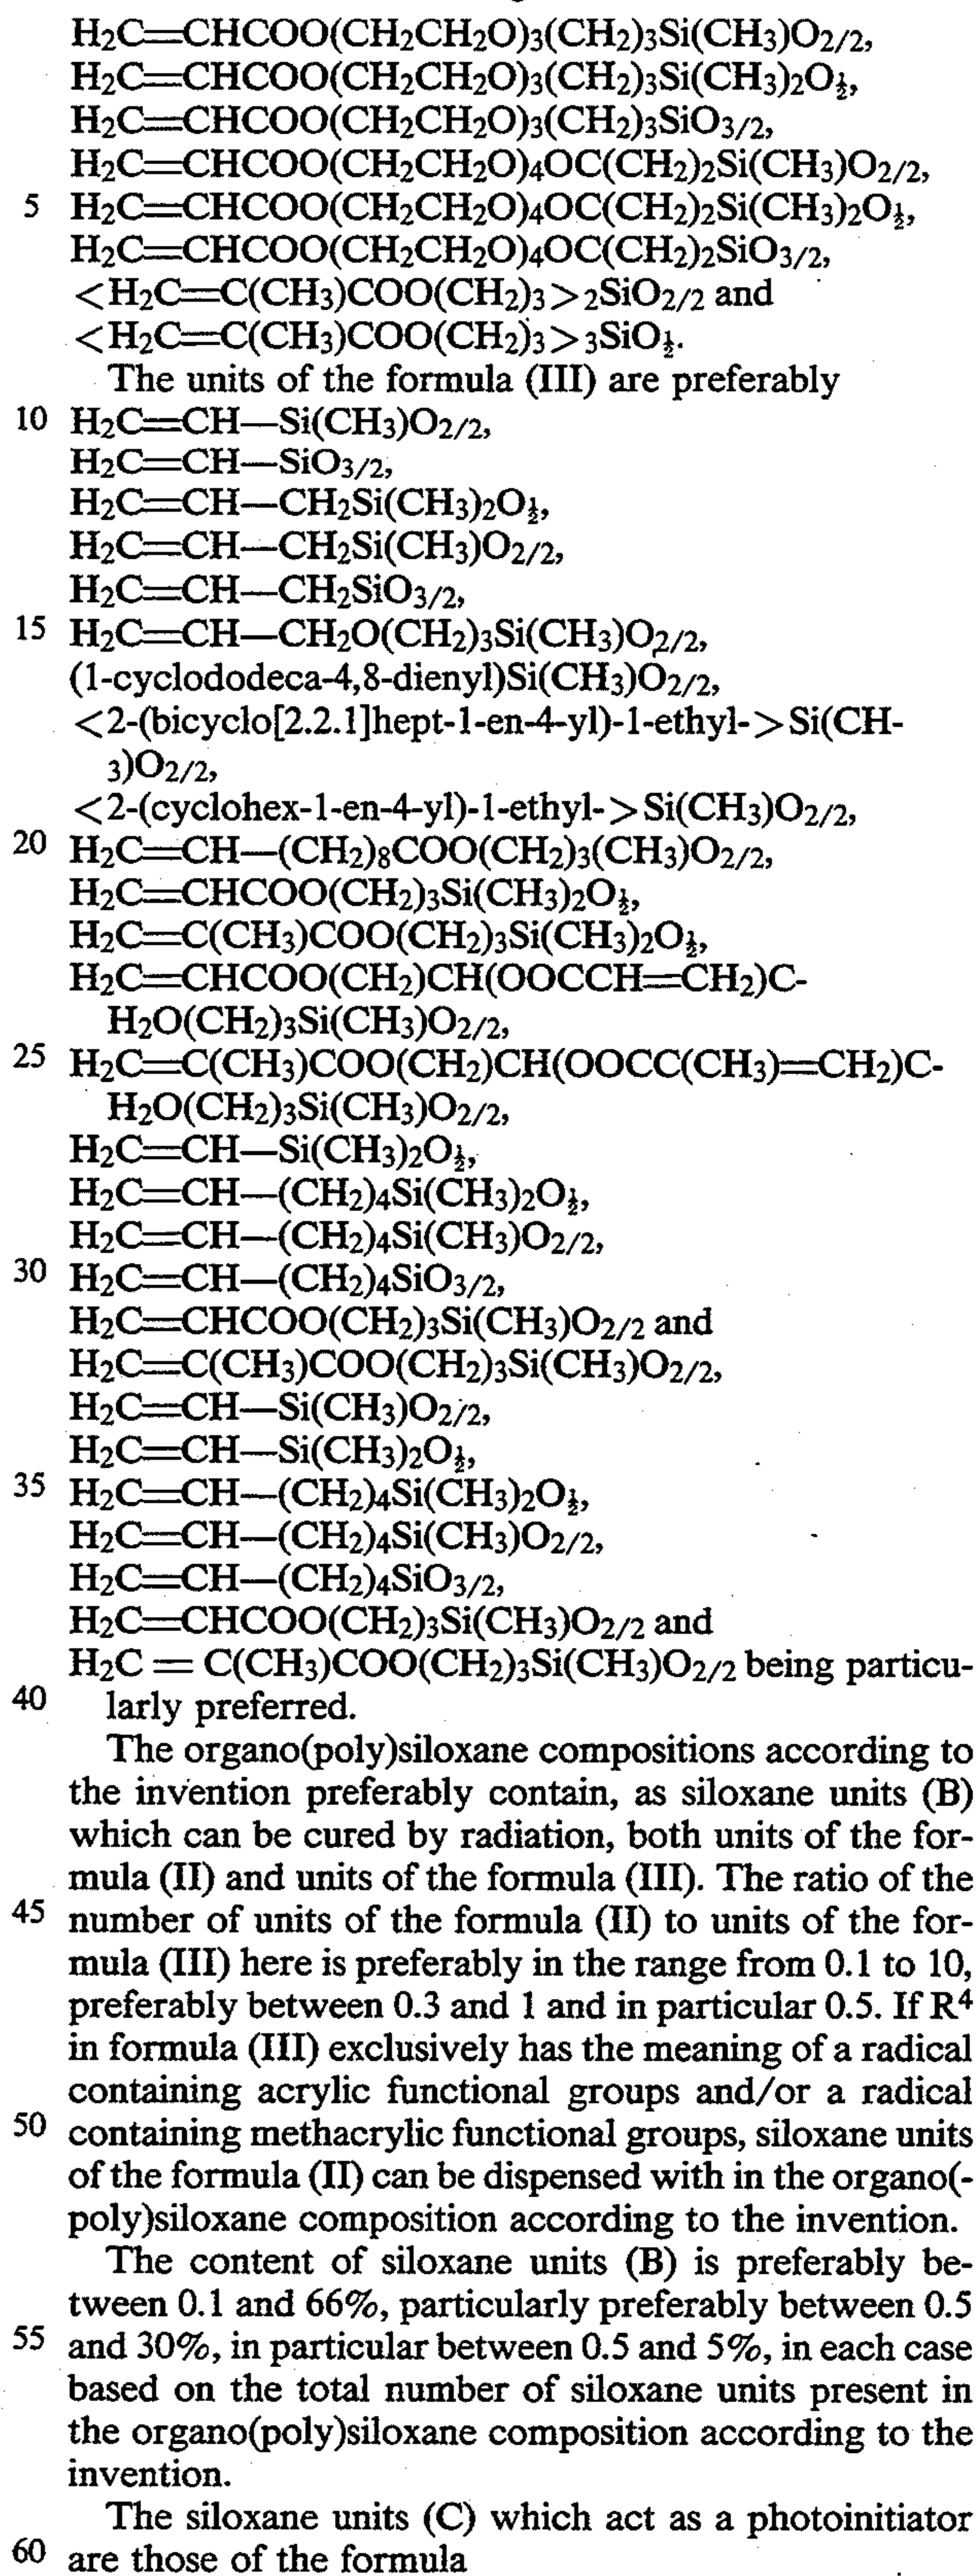 H2C=CHCOO(CH2CH2O)3(CH2)3Si(CH3)O2/2,
H2C=CHCOO(CH2CH2O)3(CH2)3Si(CH3)2O½,
H2C=CHCOO(CH2CH2O)3(CH2)3SiO3/2,
H2C=CHCOO(CH2CH2O)4OC(CH2)2Si(CH3)O2/2,
5 H2C=CHCOO(CH2CH2O)4OC(CH2)2Si(CH3)2O½,
H2C=CHCOO(CH2CH2O)4OC(CH2)2SiO3/2,
<H2C=C(CH3)COO(CH2)3>2SiO2/2 and
<H2C=C(CH3)COO(CH2)3>3SiO½.
The units of the formula (III) are preferably
10 H2C=CH—Si(CH3)O2/2,
H2C=CH—SiO3/2,
H2C=CH—CH2Si(CH3)2O½,
H2C=CH—CH2Si(CH3)O2/2,
H2C=CH—CH2SiO3/2,
15 H2C=CH—CH2O(CH2)3Si(CH3)O2/2,
(1-cyclododeca-4,8-dienyl)Si(CH3)O2/2,
<2-(bicyclo[2.2.1]hept-1-en-4-yl)-1-ethyl->Si(CH-
3)O2/2,
<2-(cyclohex-1-en-4-yl)-1-ethyl->Si(CH3)O2/2,
20 H2C=CH—(CH2)8COO(CH2)3(CH3)O2/2,
H2C=CHCOO(CH2)3Si(CH3)2O½,
H2C=C(CH3)COO(CH2)3Si(CH3)2O½,
H2C=CHCOO(CH2)CH(OOCCH=CH2)C-
H2O(CH2)3Si(CH3)O2/2,
25 H2C=C(CH3)COO(CH2)CH(OOCC(CH3)=CH2)C-
H2O(CH2)3Si(CH3)O2/2,
H2C=CH—Si(CH3)2O½,
H2C=CH—(CH2)4Si(CH3)2O½,
H2C=CH—(CH2)4Si(CH3)O2/2,
30 H2C=CH—(CH2)4SiO3/2,
H2C=CHCOO(CH2)3Si(CH3)O2/2 and
H2C=C(CH3)COO(CH2)3Si(CH3)O2/2,
H2C=CH—Si(CH3)O2/2,
H2C=CH—Si(CH3)2O½,
35 H2C=CH—(CH2)4Si(CH3)2O½,
H2C=CH—(CH2)4Si(CH3)O2/2,
H2C=CH—(CH2)4SiO3/2,
H2C=CHCOO(CH2)3Si(CH3)O2/2 and
H2C = C(CH3)COO(CH2)3Si(CH3)O2/2 being particu-
40 larly preferred.
The organo(poly)siloxane compositions according to
the invention preferably contain, as siloxane units (B)
which can be cured by radiation, both units of the for-
mula (II) and units of the formula (III). The ratio of the
45 number of units of the formula (II) to units of the for-
mula (III) here is preferably in the range from 0.1 to 10,
preferably between 0.3 and 1 and in particular 0.5. If R4
in formula (III) exclusively has the meaning of a radical
containing acrylic functional groups and/or a radical
50 containing methacrylic functional groups, siloxane units
of the formula (II) can be dispensed with in the organo(-
poly)siloxane composition according to the invention.
The content of siloxane units (B) is preferably be-
tween 0.1 and 66%, particularly preferably between 0.5
55 and 30%, in particular between 0.5 and 5%, in each case
based on the total number of siloxane units present in
the organo(poly)siloxane composition according to the
invention.
The siloxane units (C) which act as a photoinitiator
60 are those of the formula